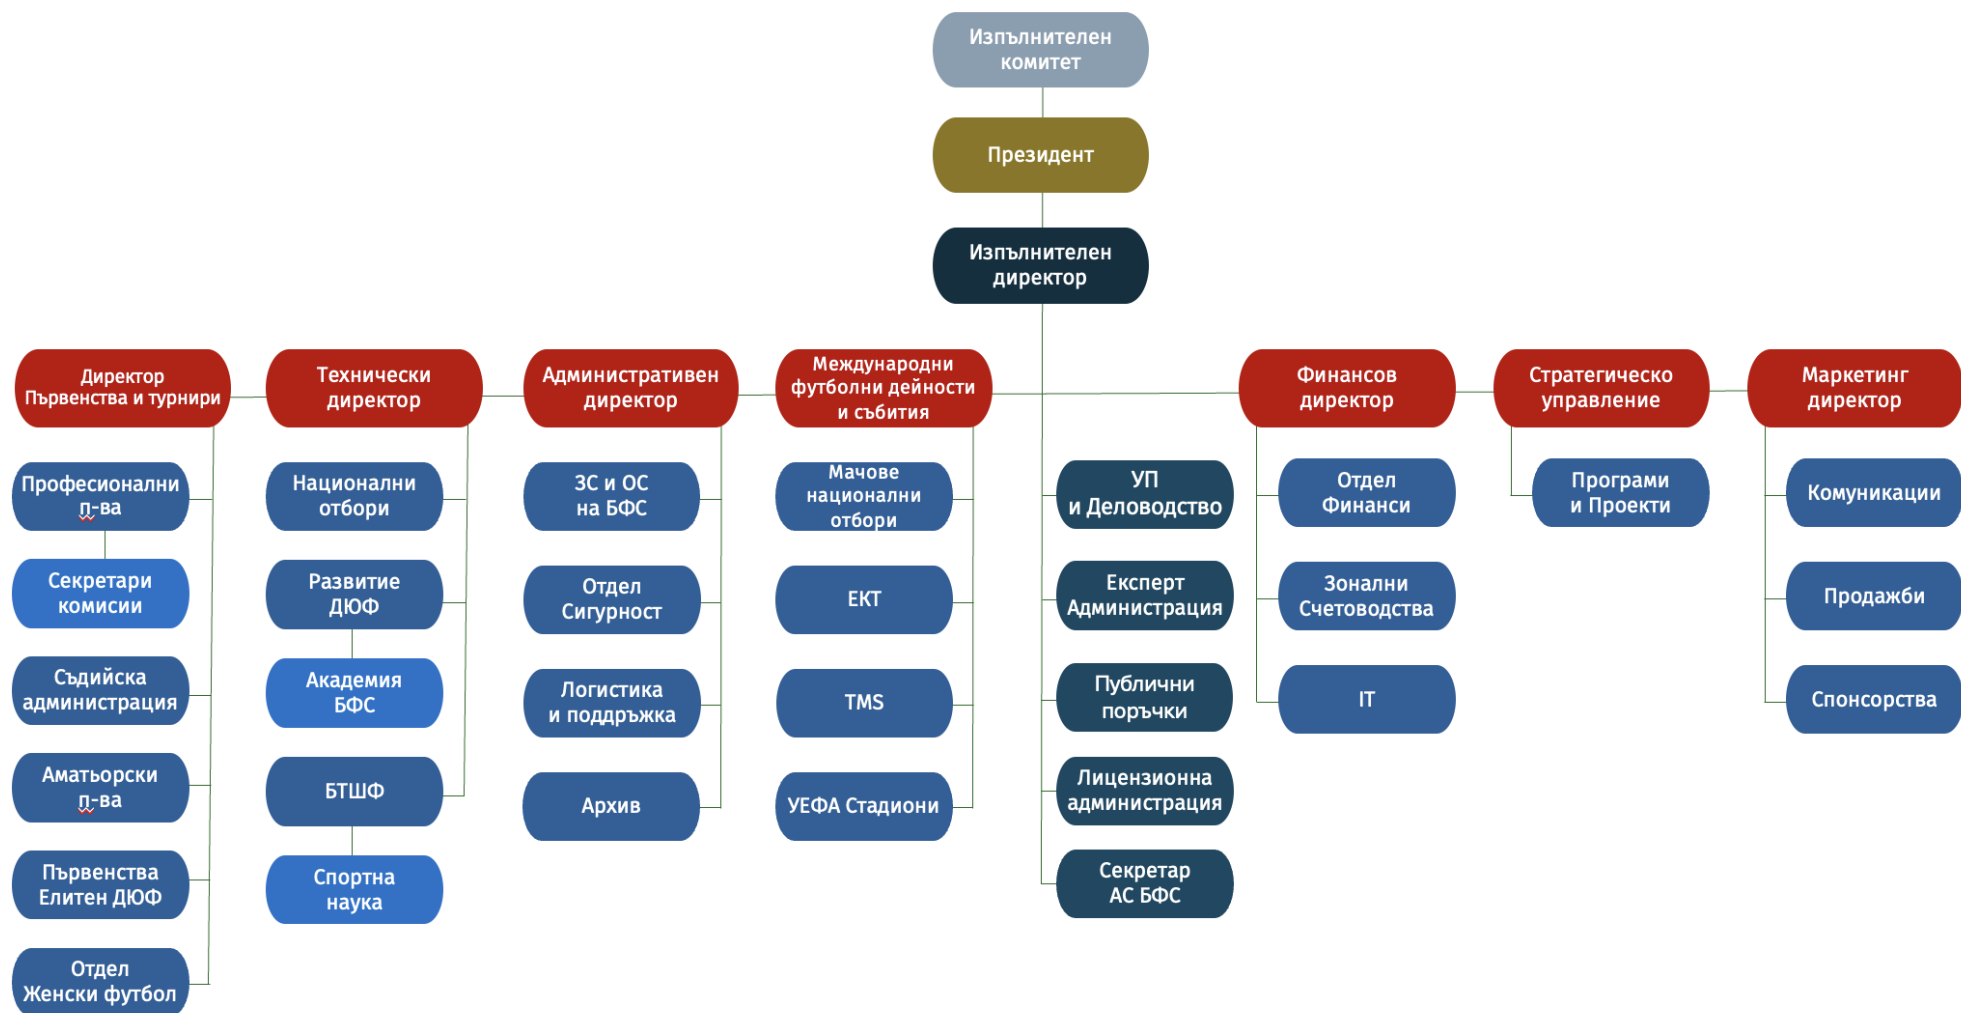 Изпълнителен
комитет
Президент
Изпълнителен
директор
Директор
Първенства и турнири
Технически
директор
Административен
директор
Международни
футболни дейности
и събития
Финансов
директор
Стратегическо
управление
Маркетинг
директор
Професионални
п-ва
Секретари
комисии
Съдийска
администрация
Аматьорски
п-ва
Първенства
Елитен ДЮФ
Отдел
Женски футбол
Национални
отбори
Развитие
ДЮФ
Академия
БФС
БТШФ
Спортна
наука
ЗС и ОС
на БФС
Отдел
Сигурност
Логистика
и поддръжка
Архив
Мачове
национални
отбори
ЕКТ
TMS
УЕФА Стадиони
УП
и Деловодство
Експерт
Администрация
Публични
поръчки
Лицензионна
администрация
Секретар
АС БФС
Отдел
Финанси
Зонални
Счетоводства
IT
Програми
и Проекти
Комуникации
Продажби
Спонсорства